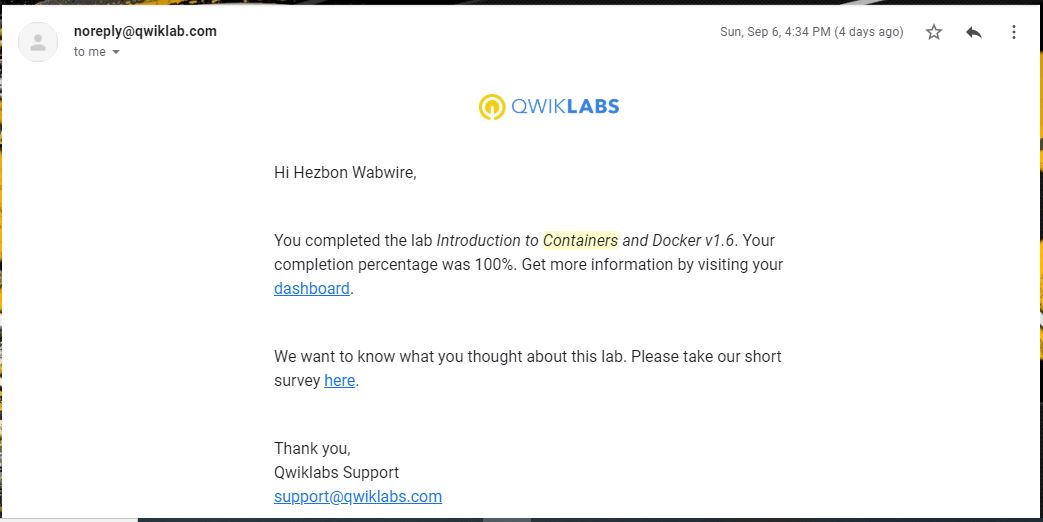 noreply@qwiklab.com
Sun, Sep 6, 4:34 PM (4 days ago)
to me
QWIKLABS
Hi Hezbon Wabwire,
You completed the lab Introduction to Containers and Docker v1.6. Your
completion percentage was 100%. Get more information by visiting your
dashboard.
We want to know what you thought about this lab. Please take our short
survey here.
Thank you,
Qwiklabs Support
support@qwiklabs.com